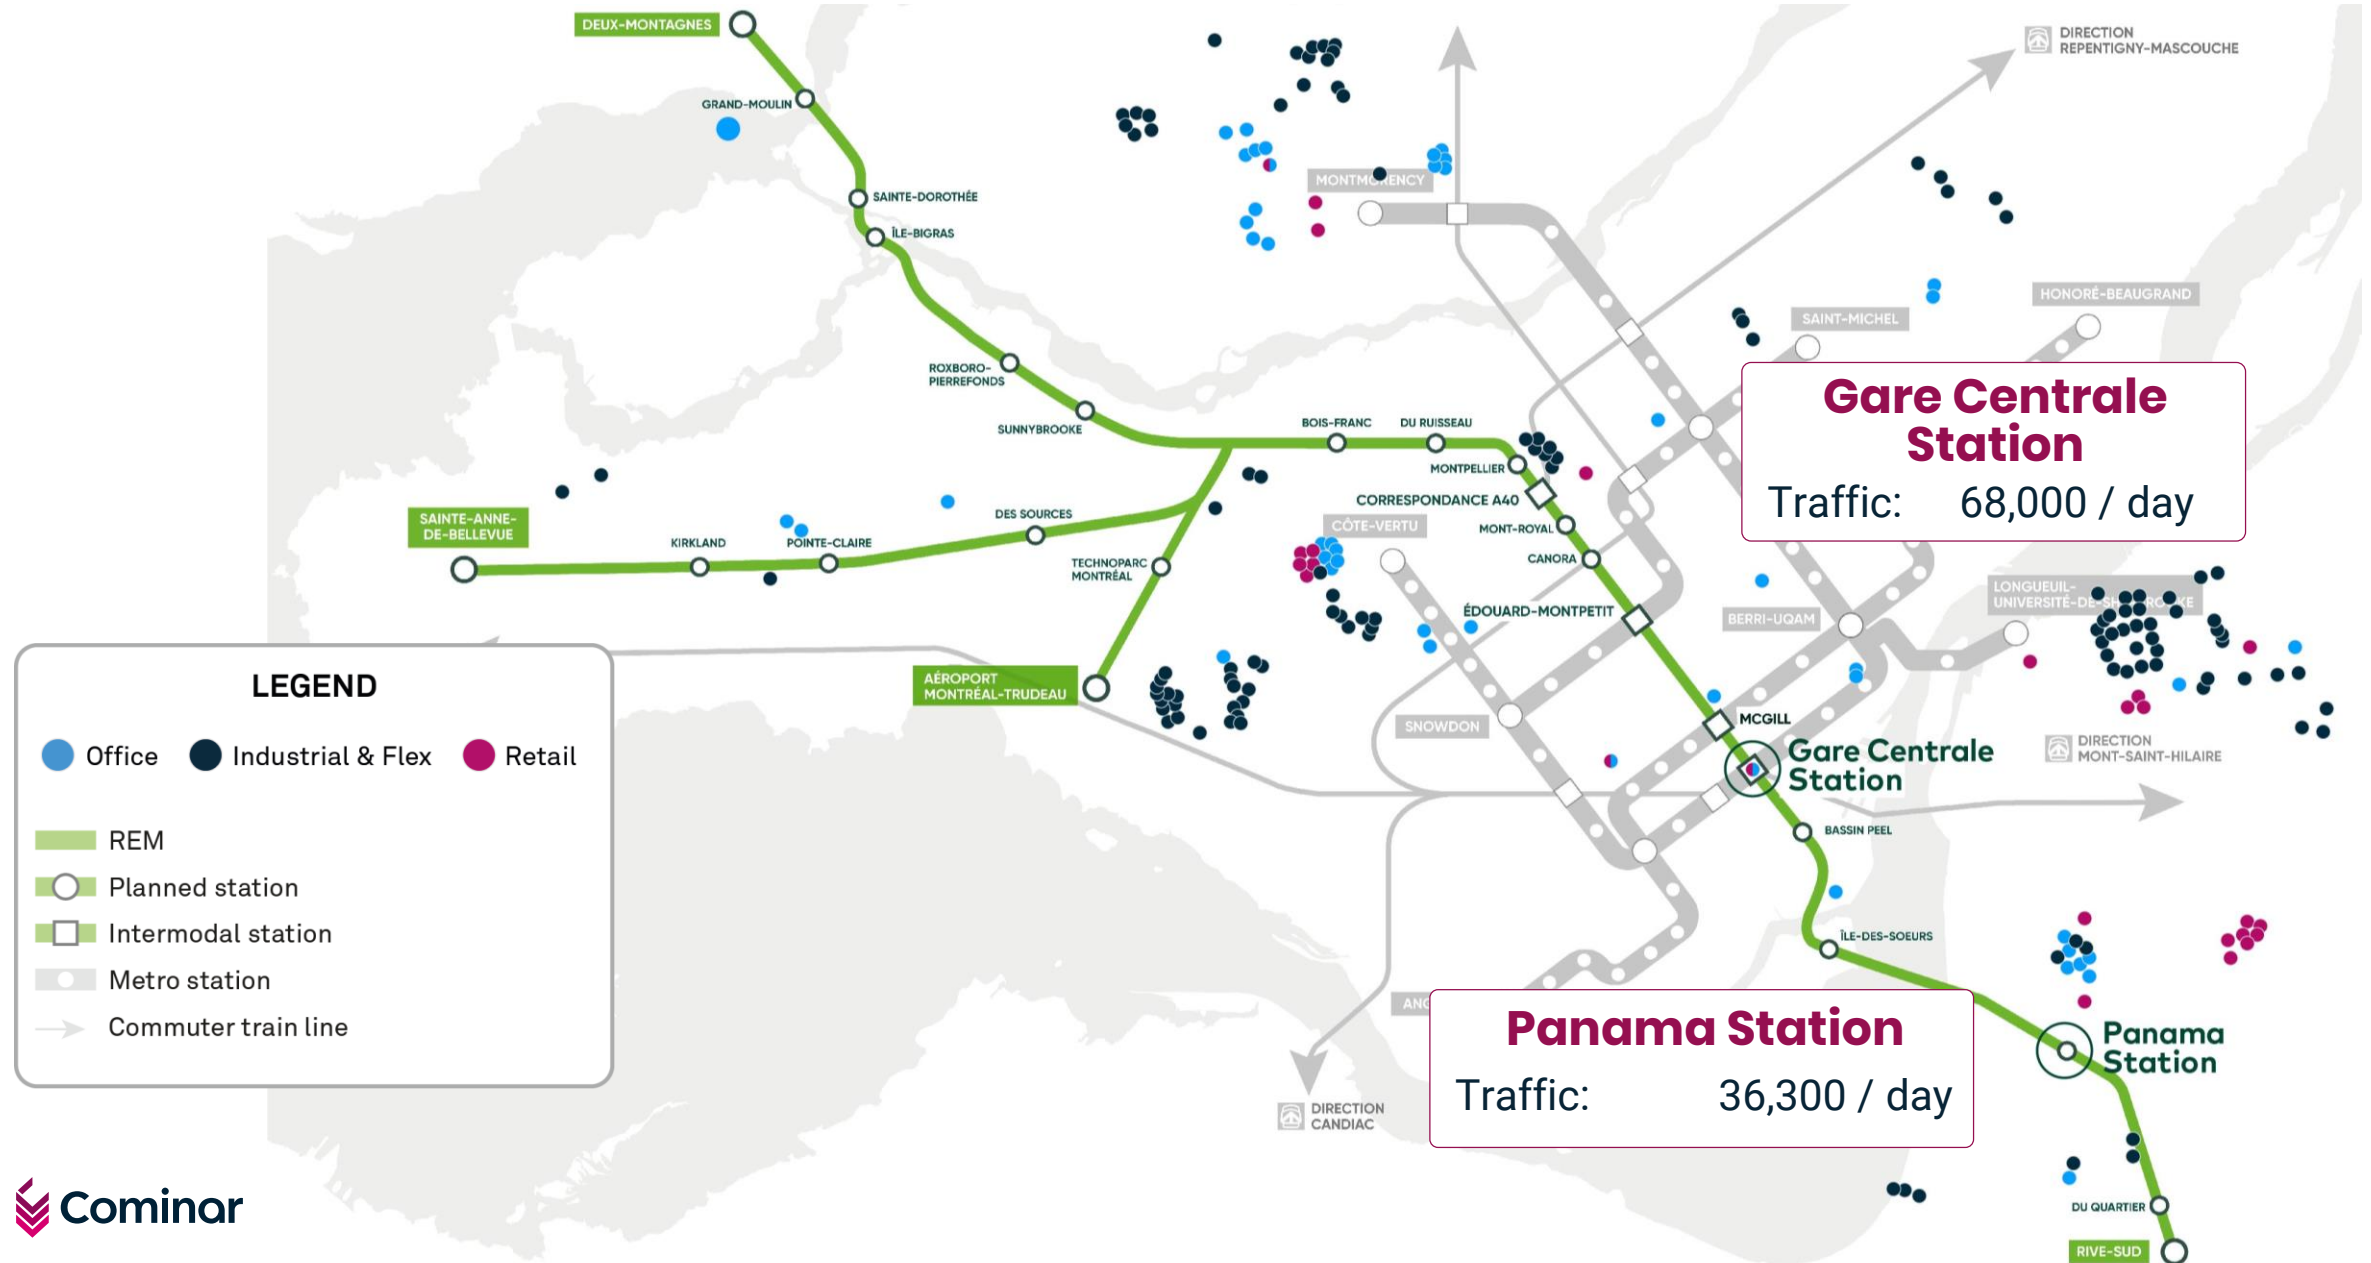 DEUX-MONTAGNES
DIRECTION
REPENTIGNY-MASCOUCHE
GRAND-MOULIN
MONTMORENCY
SAINTE-DOROTHÉE
ÎLE-BIGRAS
HONORÉ-BEAUGRAND
SAINT-MICHEL
ROXBORO-
PIERREFONDS
SUNNYBROOKE
BOIS-FRANC
DU RUISSEAU
MONTPELLIER
CORRESPONDANCE A40
MONT-ROYAL
CANORA
CÔTE-VERTU
ÉDOUARD-MONTPETIT
Gare Centrale
Station
Traffic: 68,000 / day
SAINTE-ANNE-
DE-BELLEVUE
KIRKLAND
POINTE-CLAIRE
DES SOURCES
TECHNOPARC
MONTRÉAL
AÉROPORT
MONTRÉAL-TRUDEAU
LONGUEUIL-
UNIVERSITÉ-DE-SHERBROOKE
BERRI-UQAM
SNOWDON
MCGILL
Gare Centrale
Station
DIRECTION
MONT-SAINT-HILAIRE
BASSIN PEEL
ÎLE-DES-SOEURS
LEGEND
Office
Industrial & Flex
Retail
REM
Planned station
Intermodal station
Metro station
Commuter train line
Panama Station
Traffic: 36,300 / day
Panama
Station
DIRECTION
CANDIAC
DU QUARTIER
RIVE-SUD
Cominar